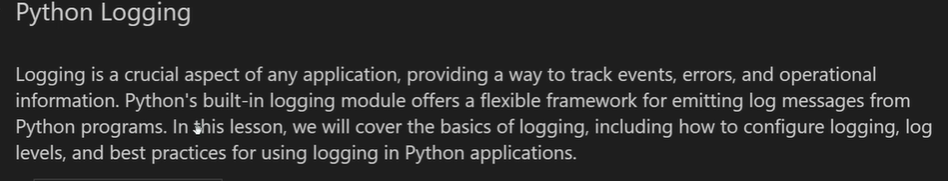 Python Logging
Logging is a crucial aspect of any application, providing a way to track events, errors, and operational
information. Python's built-in logging module offers a flexible framework for emitting log messages from
Python programs. In this lesson, we will cover the basics of logging, including how to configure logging, log
levels, and best practices for using logging in Python applications.